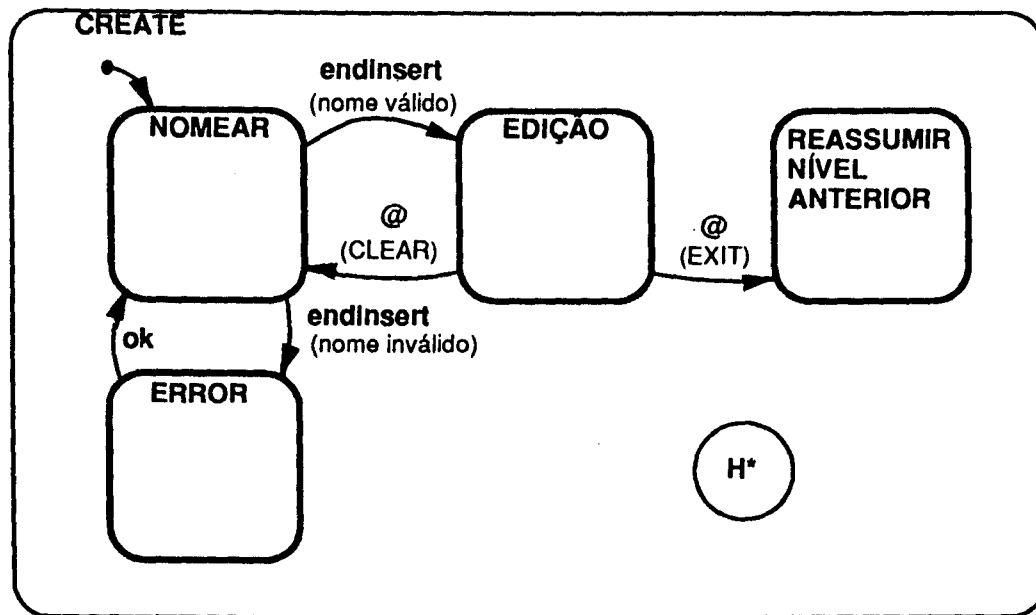 CREATE
endinsert
(nome válido)
NOMEAR
EDIÇÃO
REASSUMIR
NÍVEL
ANTERIOR
@
(CLEAR)
@
(EXIT)
ok
endinsert
(nome inválido)
ERROR
H*